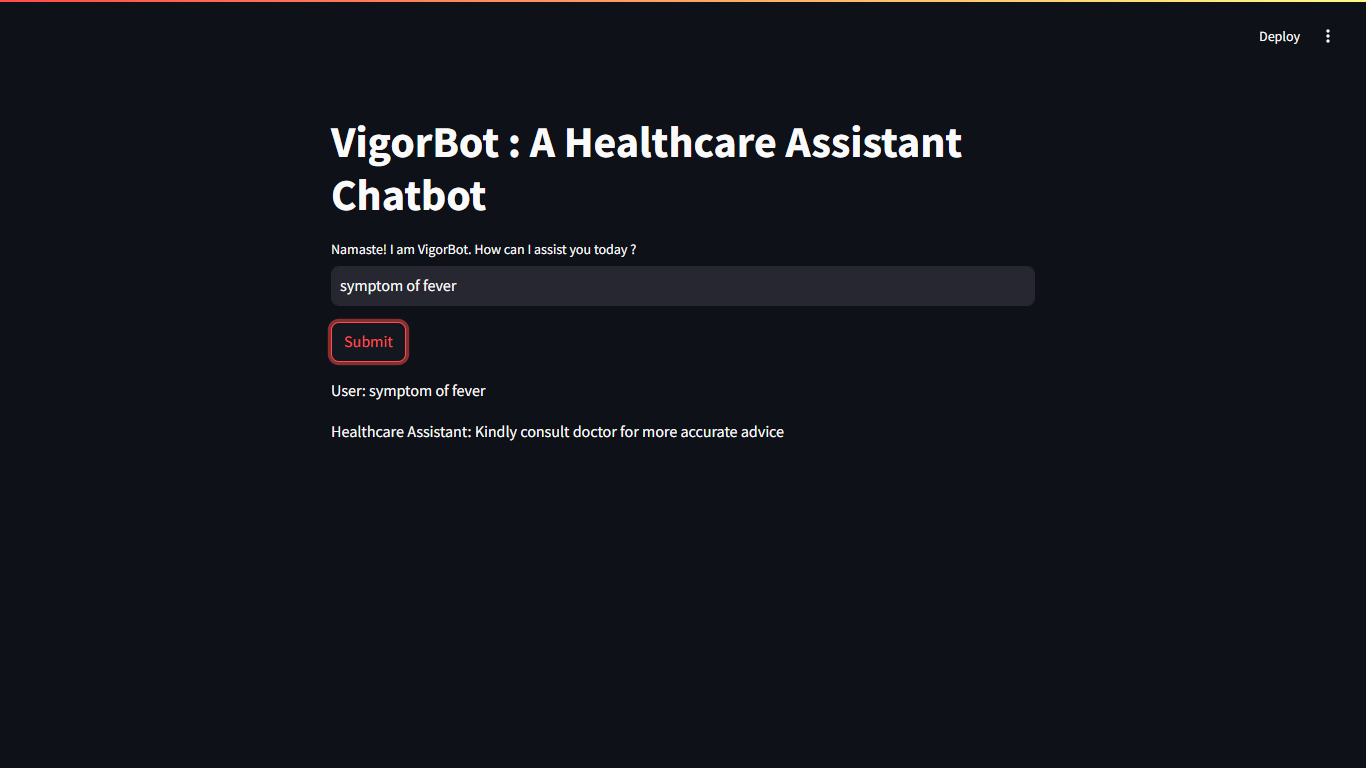 Deploy
VigorBot : A Healthcare Assistant
Chatbot
Namaste! I am VigorBot. How can I assist you today ?
symptom of fever
Submit
User: symptom of fever
Healthcare Assistant: Kindly consult doctor for more accurate advice